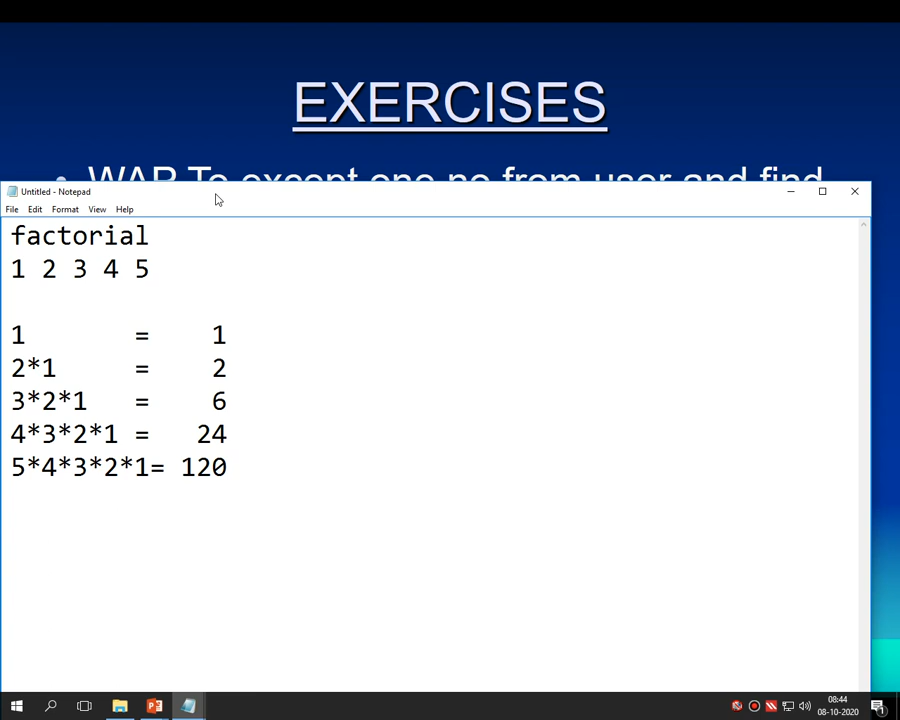 EXERCISES
• WAP To except one no from user and find
Untitled - Notepad
File Edit Format View Help
factorial
1 2 3 4 5
1 = 1
2*1 = 2
3*2*1 = 6
4*3*2*1 = 24
5*4*3*2*1= 120
08:44
08-10-2020
1